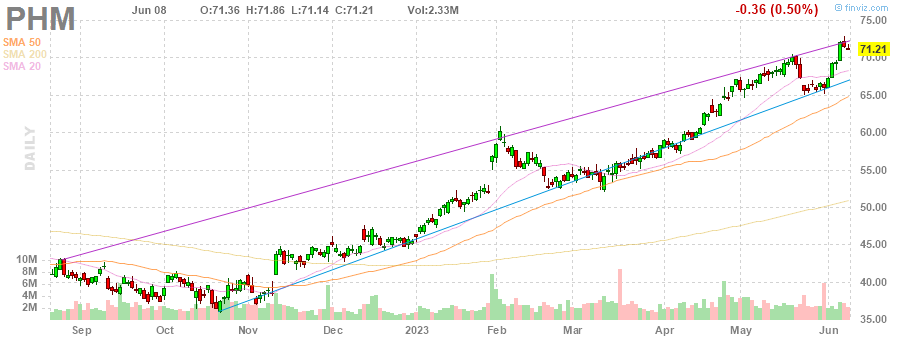 PHM Jun 08 O:71.36 H:71.86 L:71.14 C:71.21 Vol:2.33M -0.36 (0.50%) © finviz.com
SMA 50
SMA 200
SMA 20
DAILY
75.00
71.21
70.00
65.00
60.00
55.00
50.00
45.00
40.00
35.00
10M
8M
6M
4M
2M
Sep Oct Nov Dec 2023 Feb Mar Apr May Jun